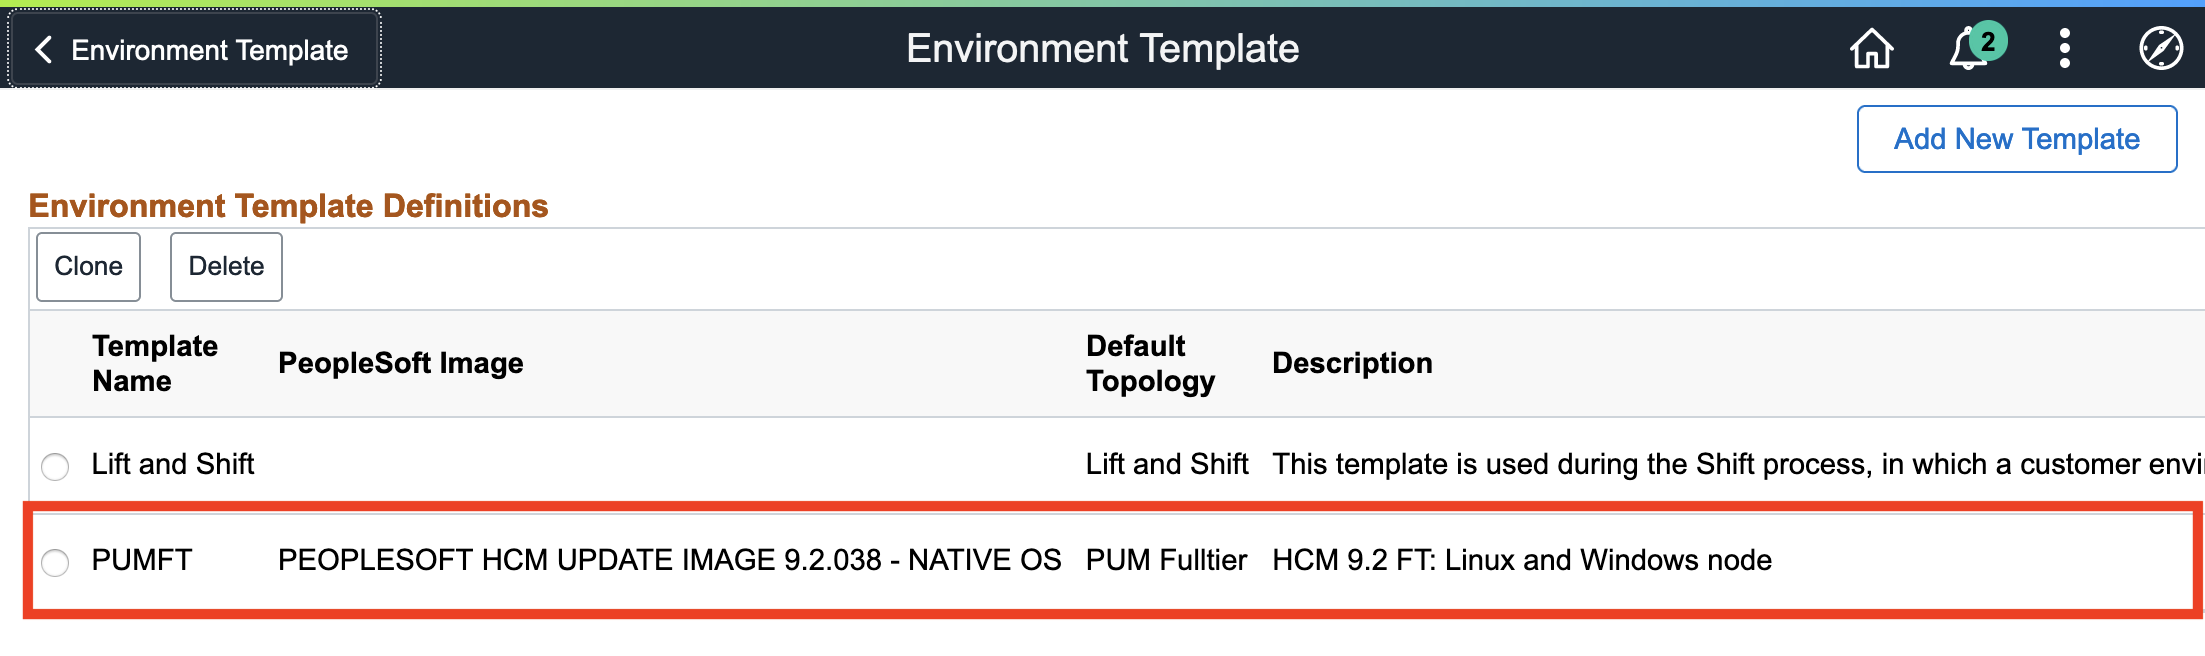 Environment Template
Environment Template
2
Add New Template
Environment Template Definitions
Clone
Delete
Template Name
PeopleSoft Image
Default Topology
Description
Lift and Shift
Lift and Shift
This template is used during the Shift process, in which a customer envi
PUMFT
PEOPLESOFT HCM UPDATE IMAGE 9.2.038 - NATIVE OS
PUM Fulltier
HCM 9.2 FT: Linux and Windows node